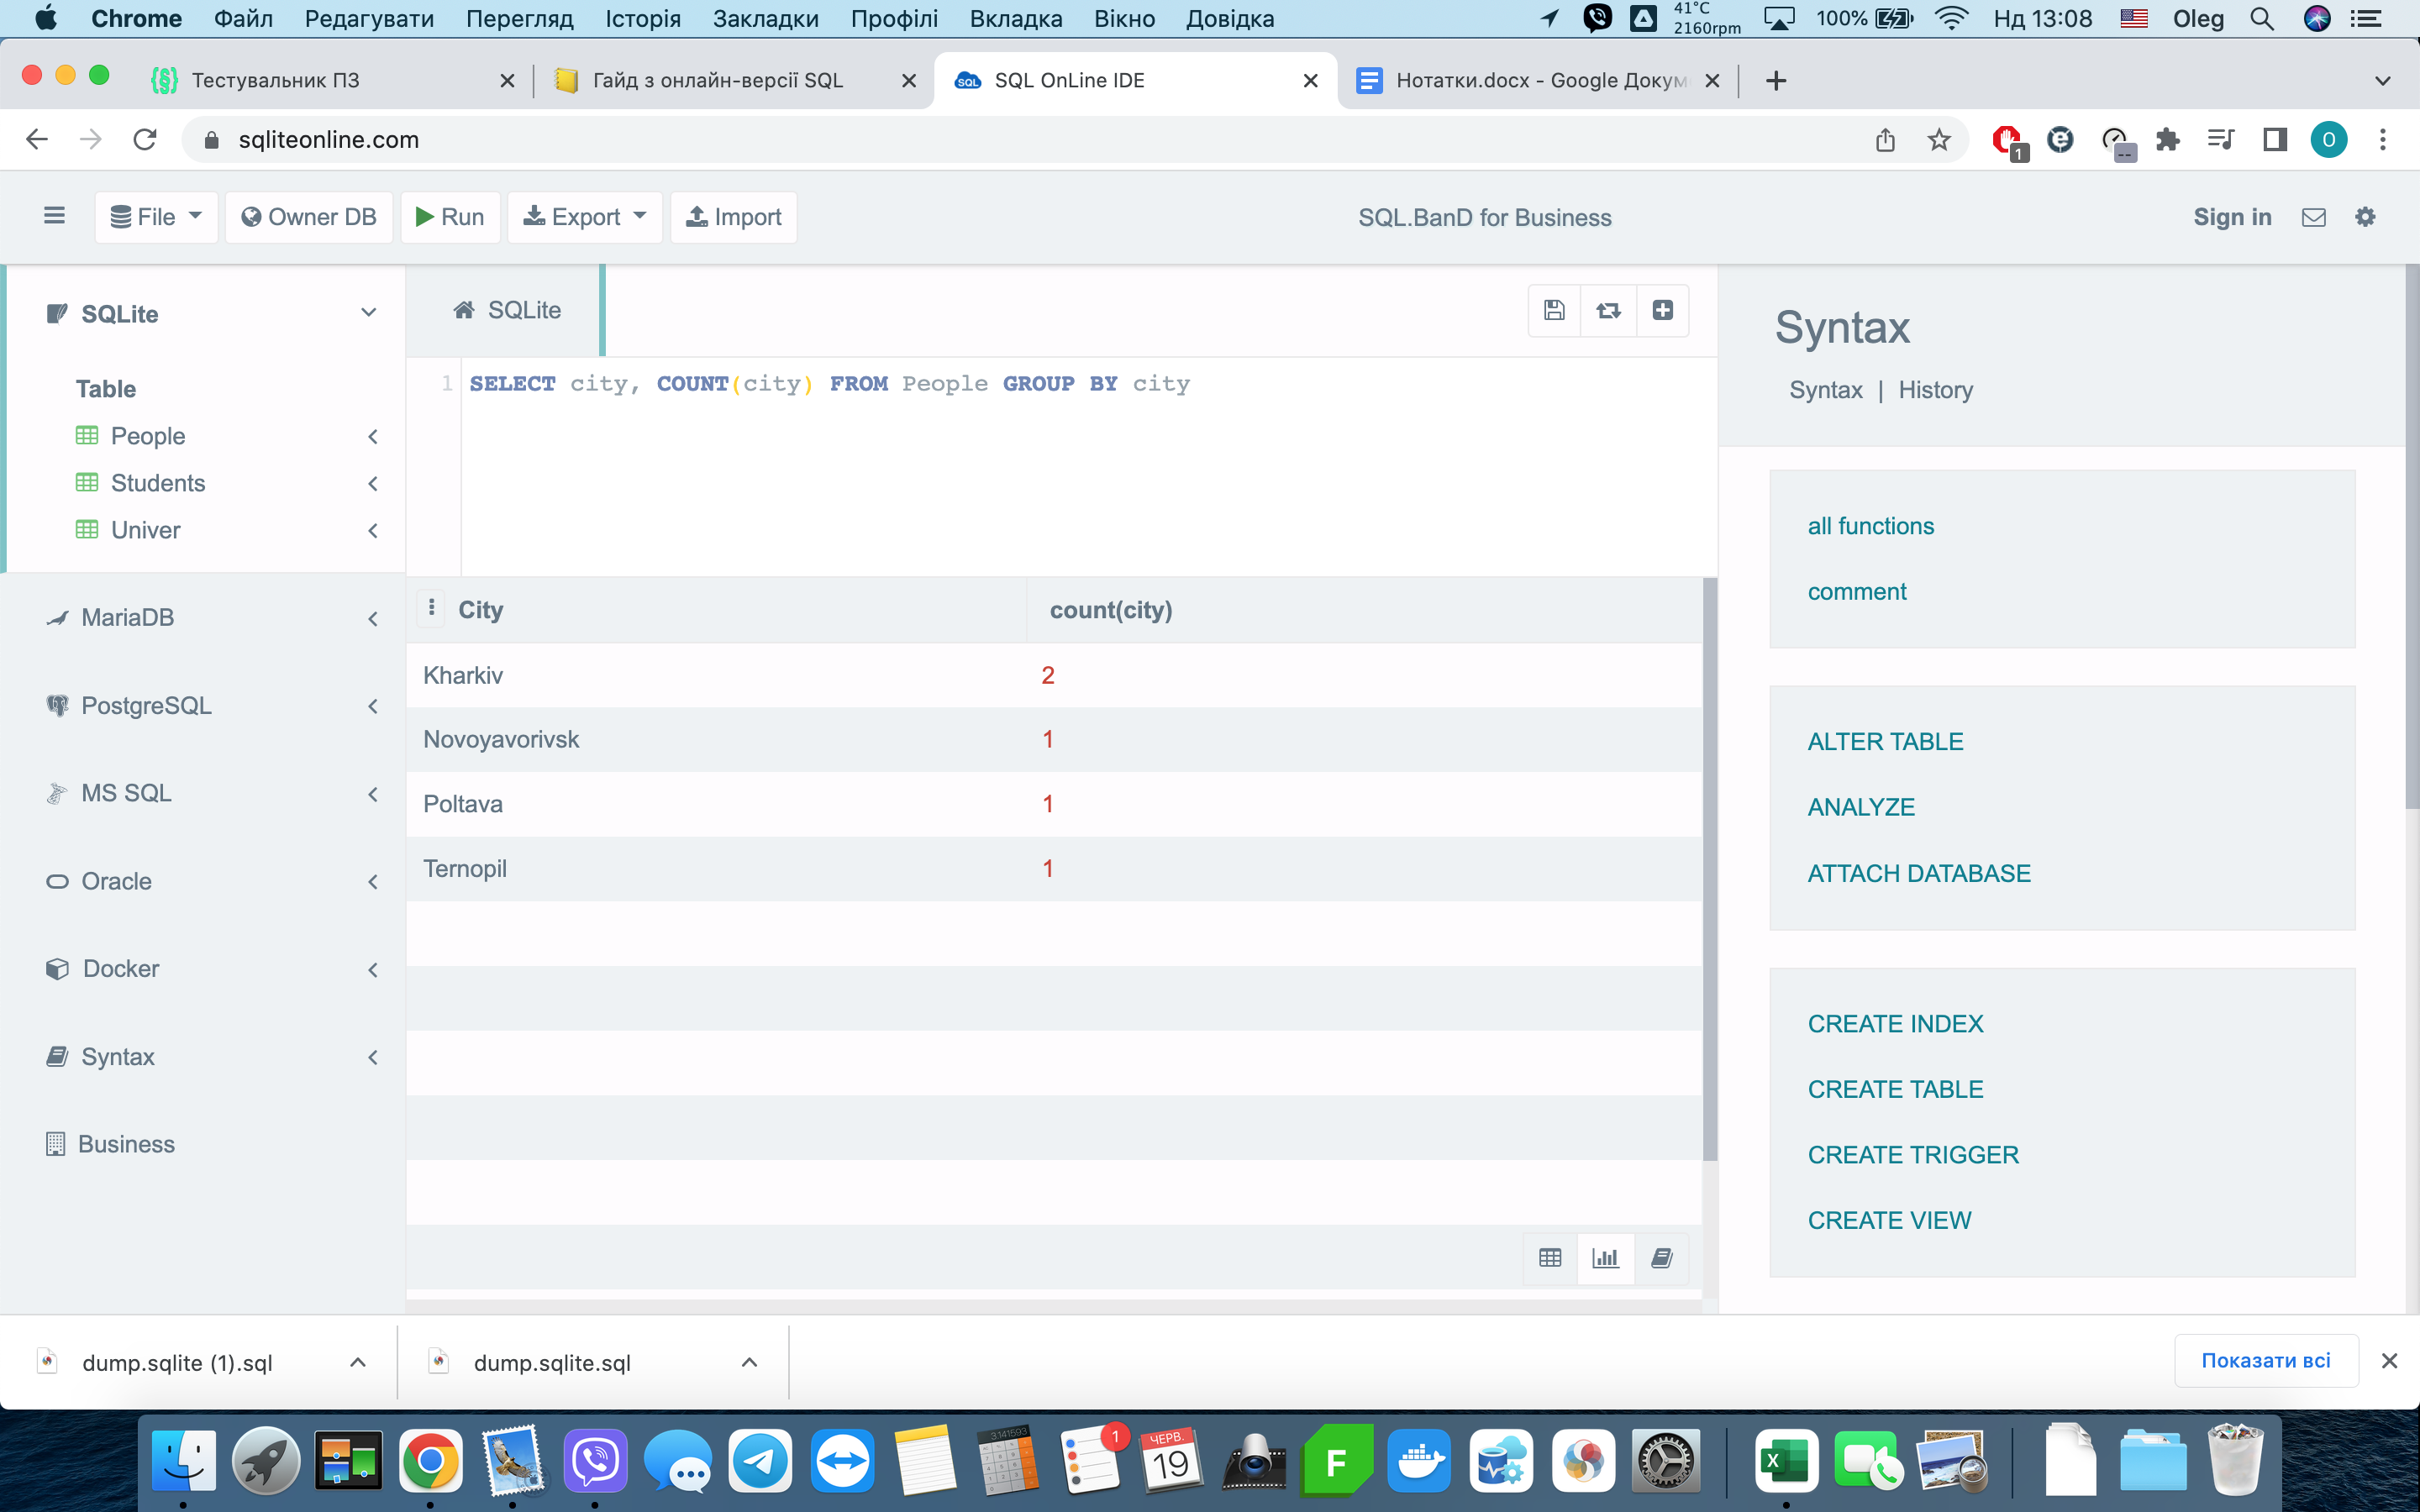 Chrome Файл Редагувати Перегляд Історія Закладки Профілі Вкладка Вікно Довідка 41°C 2160rpm 100% Нд 13:08 Oleg
Тестувальник ПЗ Гайд з онлайн-версії SQL SQL SQL OnLine IDE Нотатки.docx - Google Докум
sqliteonline.com 1 -- O
File Owner DB Run Export Import SQL.BanD for Business Sign in
SQLite
Table
People
Students
Univer
MariaDB
PostgreSQL
MS SQL
Oracle
Docker
Syntax
Business
SQLite
1 SELECT city, COUNT(city) FROM People GROUP BY city
City count(city)
Kharkiv 2
Novoyavorivsk 1
Poltava 1
Ternopil 1
Syntax
Syntax | History
all functions
comment
ALTER TABLE
ANALYZE
ATTACH DATABASE
CREATE INDEX
CREATE TABLE
CREATE TRIGGER
CREATE VIEW
dump.sqlite (1).sql dump.sqlite.sql Показати всі
3,141593 1 ЧЕРВ. 19 F X